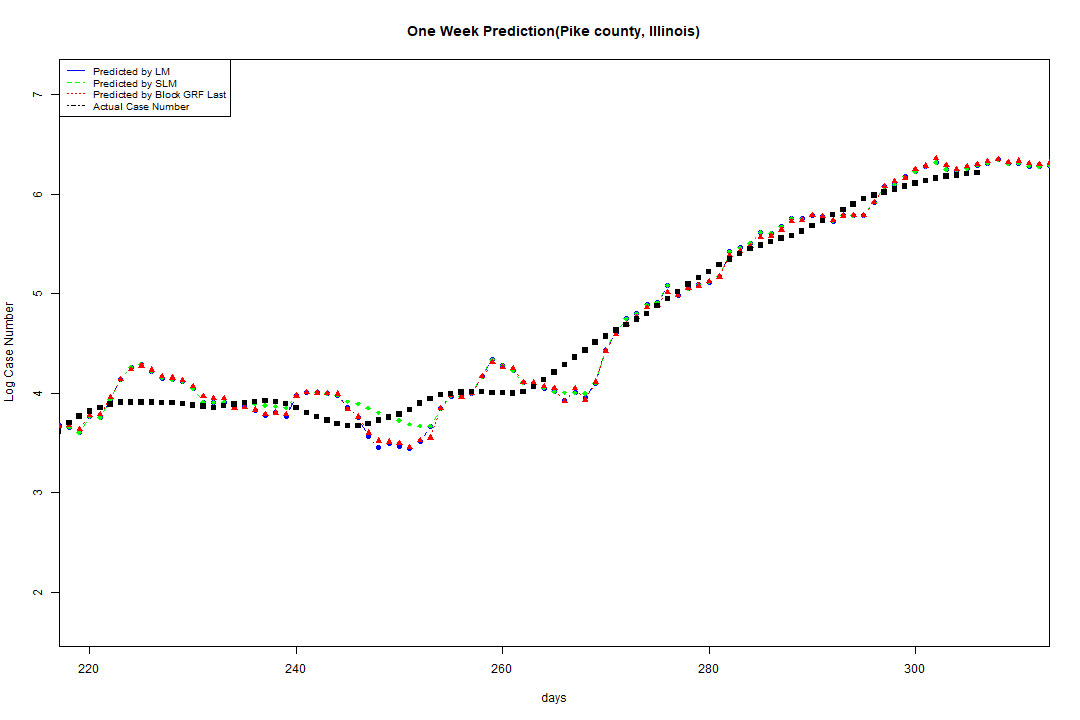 One Week Prediction(Pike county, Illinois)
Predicted by LM
Predicted by SLM
Predicted by Block GRF Last
Actual Case Number
7
6
5
4
3
2
Log Case Number
220 240 260 280 300
days